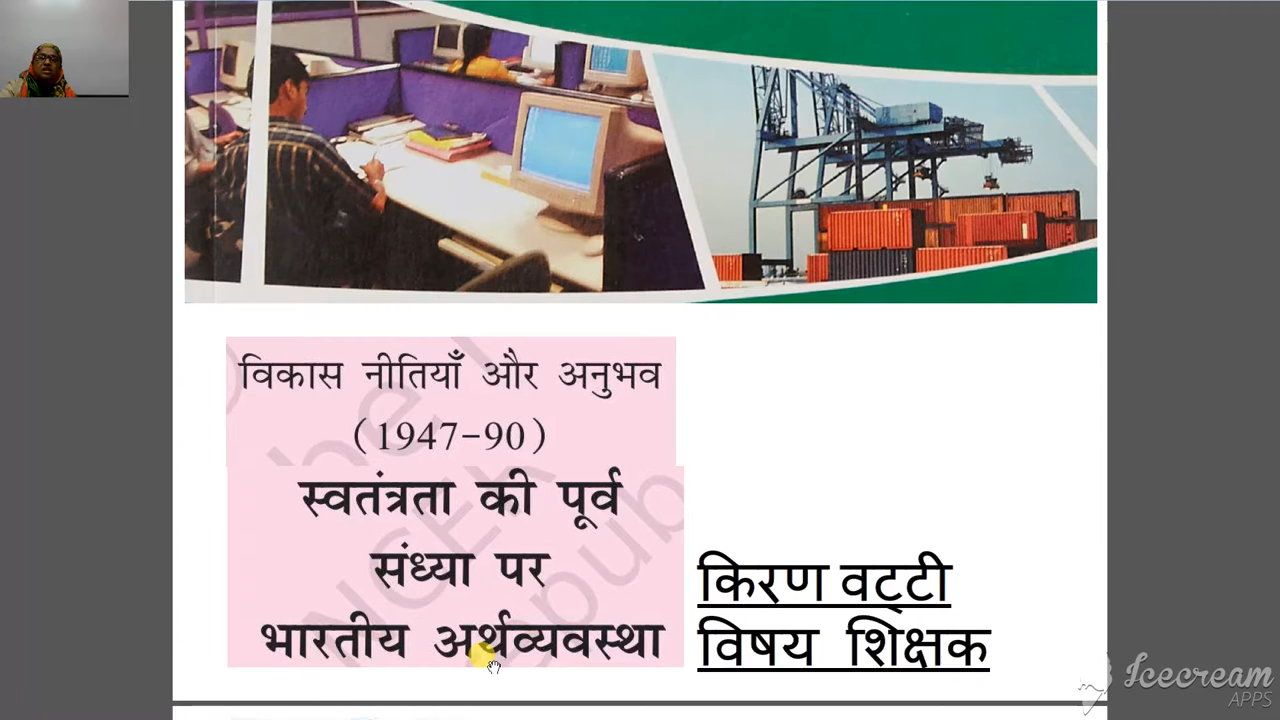 विकास नीतियाँ और अनुभव
(1947-90)
स्वतंत्रता की पूर्व
संध्या पर
भारतीय अर्थव्यवस्था
किरण वट्टी
विषय शिक्षक
Icecream
APPS